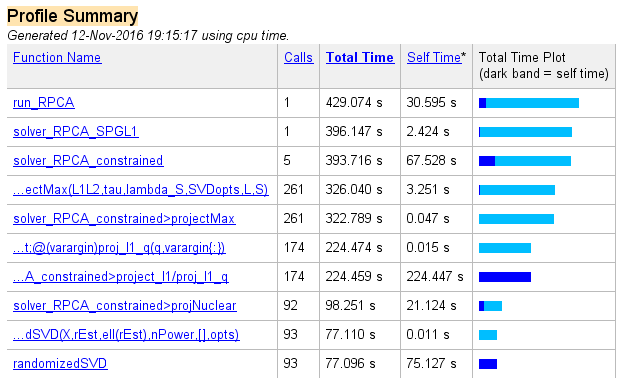 Profile Summary
Generated 12-Nov-2016 19:15:17 using cpu time.
Function Name Calls Total Time Self Time* Total Time Plot
(dark band = self time)
run_RPCA 1 429.074 s 30.595 s
solver_RPCA_SPGL1 1 396.147 s 2.424 s
solver_RPCA_constrained 5 393.716 s 67.528 s
...ectMax(L1L2,tau,lambda_S,SVDopts,L,S) 261 326.040 s 3.251 s
solver_RPCA_constrained>projectMax 261 322.789 s 0.047 s
...t;@(varargin)proj_l1_q(q,varargin{:}) 174 224.474 s 0.015 s
...A_constrained>project_l1/proj_l1_q 174 224.459 s 224.447 s
solver_RPCA_constrained>projNuclear 92 98.251 s 21.124 s
...dSVD(X,rEst,ell(rEst),nPower,[],opts) 93 77.110 s 0.011 s
randomizedSVD 93 77.096 s 75.127 s